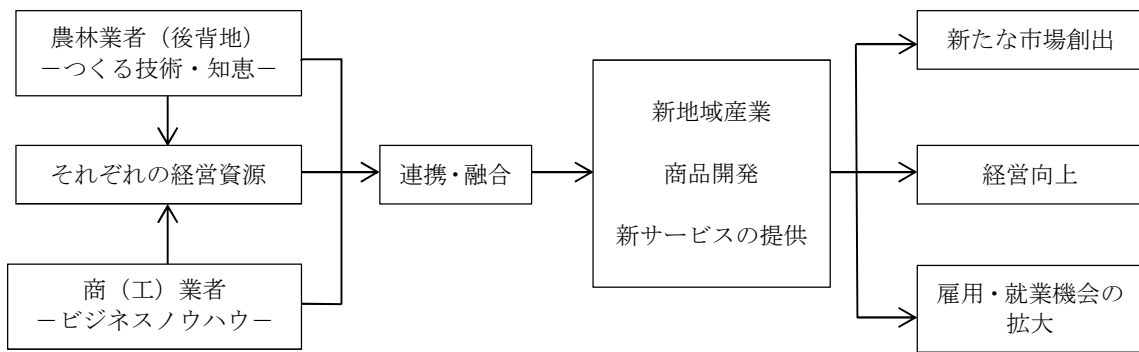 農林業者（後背地）
－つくる技術・知恵－
それぞれの経営資源
商（工）業者
－ビジネスノウハウ－
連携・融合
新地域産業
商品開発
新サービスの提供
新たな市場創出
経営向上
雇用・就業機会の
拡大